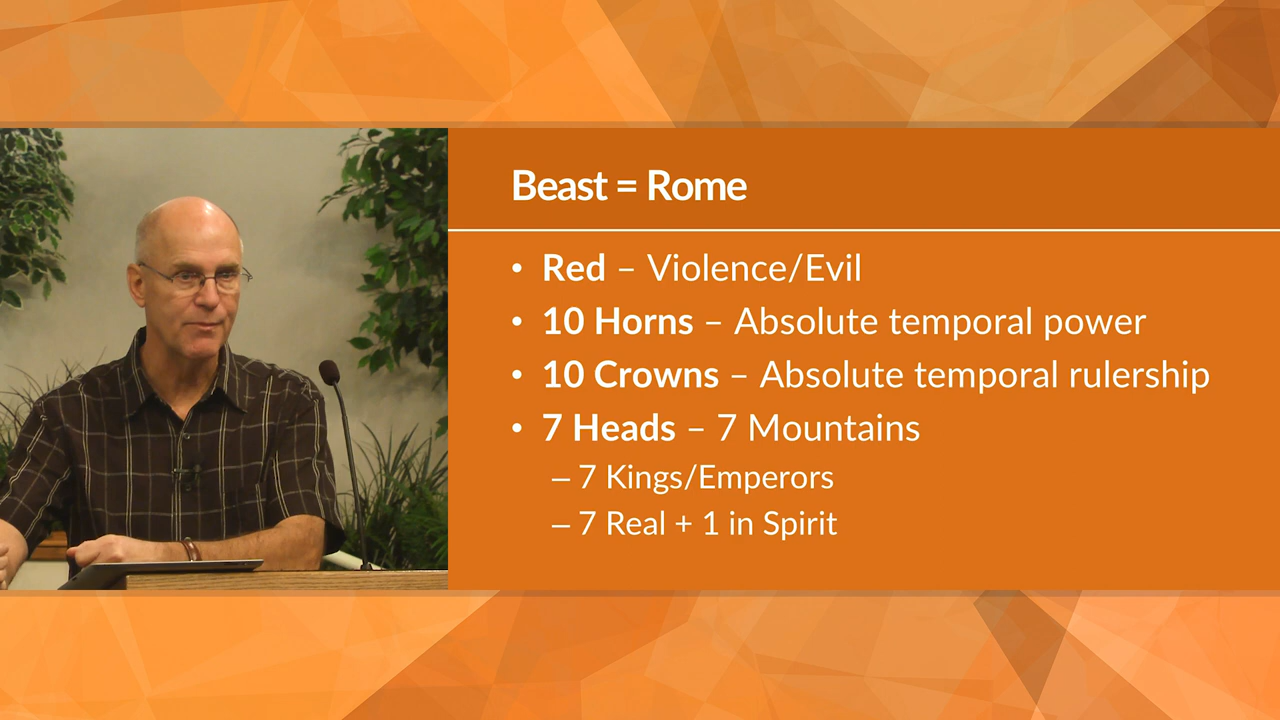 Beast = Rome
• Red – Violence/Evil
• 10 Horns – Absolute temporal power
• 10 Crowns – Absolute temporal rulership
• 7 Heads – 7 Mountains
– 7 Kings/Emperors
– 7 Real + 1 in Spirit